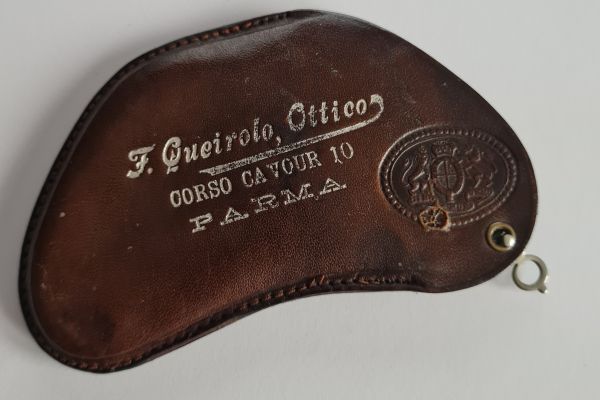 F. Queirolo, Ottico
CORSO CAVOUR 10
PARMA